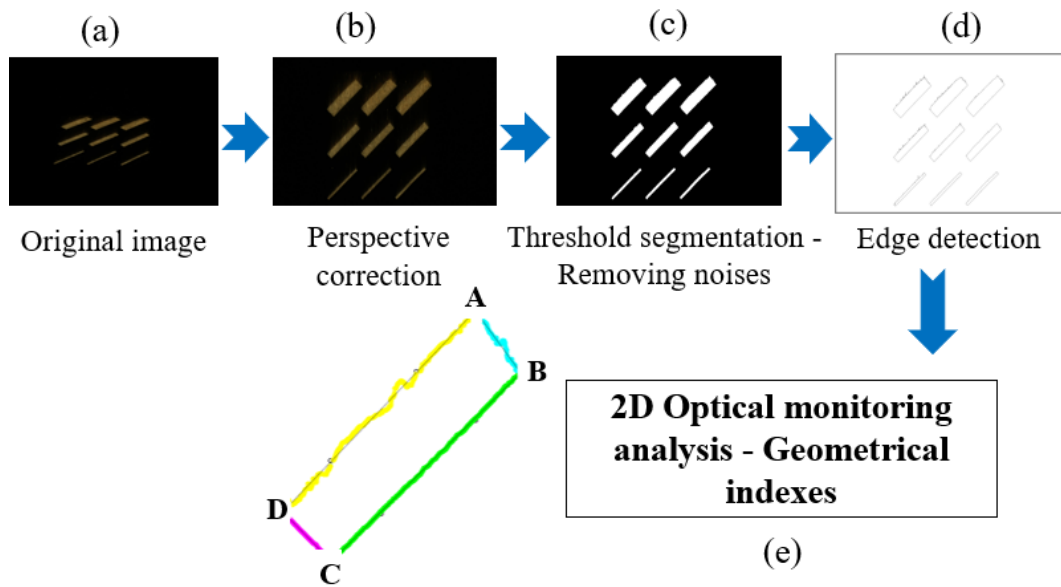 (a)
(b)
(c)
(d)
Original image
Perspective
correction
Threshold segmentation -
Removing noises
Edge detection
A
B
D
C
2D Optical monitoring
analysis - Geometrical
indexes
(e)